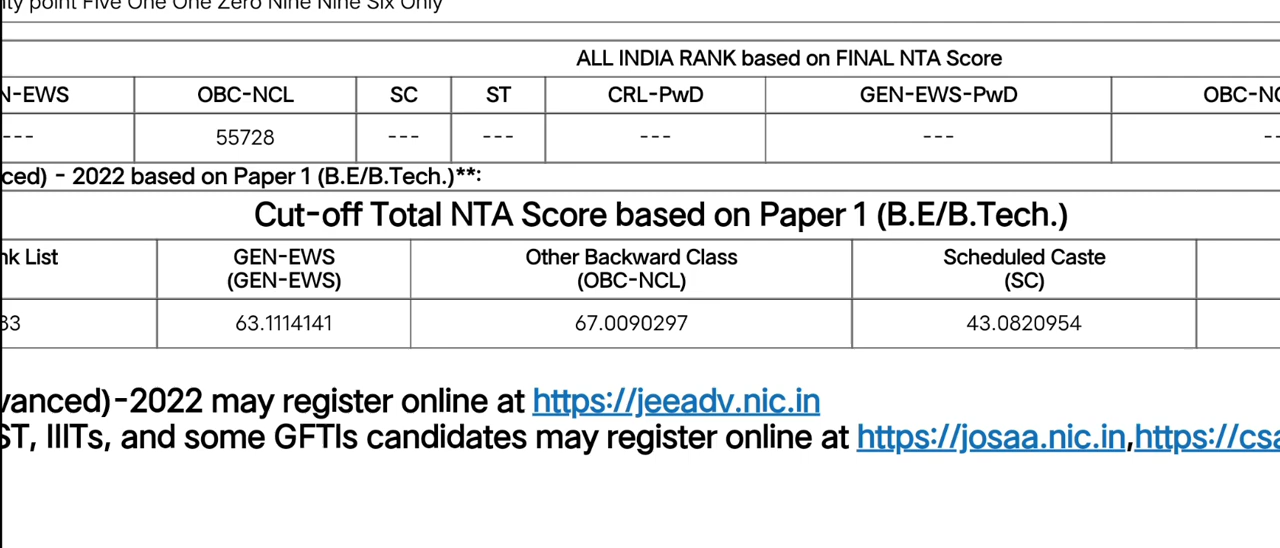 ity point Five One One Zero Nine Nine Six Only
ALL INDIA RANK based on FINAL NTA Score
N-EWS OBC-NCL SC ST CRL-PwD GEN-EWS-PwD OBC-NC
--- 55728 --- --- --- --- --
ced) - 2022 based on Paper 1 (B.E/B.Tech.)**:
Cut-off Total NTA Score based on Paper 1 (B.E/B.Tech.)
nk List GEN-EWS Other Backward Class Scheduled Caste
(GEN-EWS) (OBC-NCL) (SC)
33 63.1114141 67.0090297 43.0820954
vanced)-2022 may register online at https://jeeadv.nic.in
ST, IIITs, and some GFTIs candidates may register online at https://josaa.nic.in,https://csa